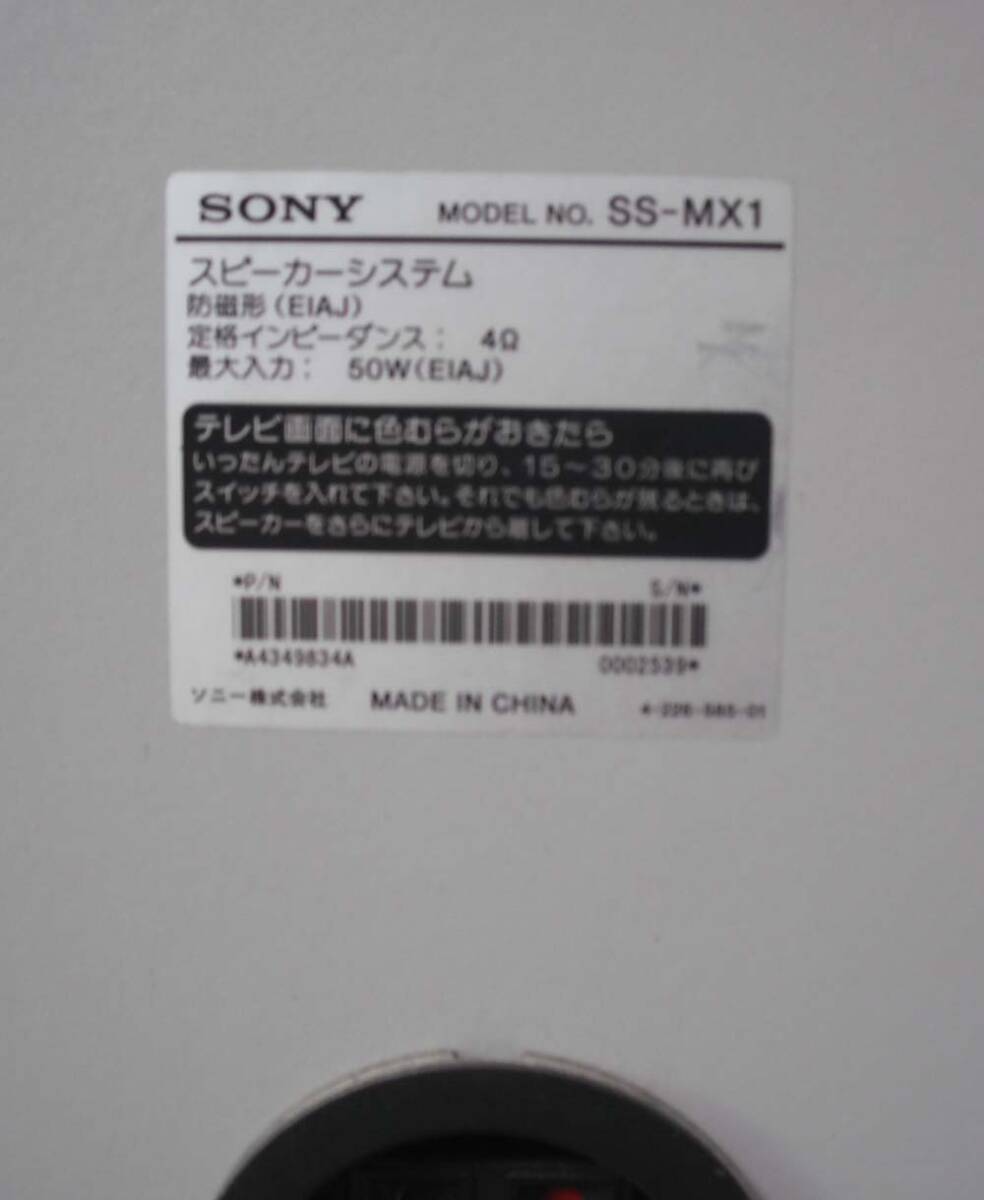 SONY MODEL NO. SS-MX1
スピーカーシステム
防磁形(EIAJ)
定格インピーダンス: 4Ω
最大入力: 50W(EIAJ)
テレビ画面に色むらがおきたら
いったんテレビの電源を切り、15〜30分後に再び
スイッチを入れて下さい。それでも色むらが残るときは、
スピーカーをさらにテレビから離して下さい。
*P/N S/N*
*A4349834A 0002539*
ソニー株式会社 MADE IN CHINA